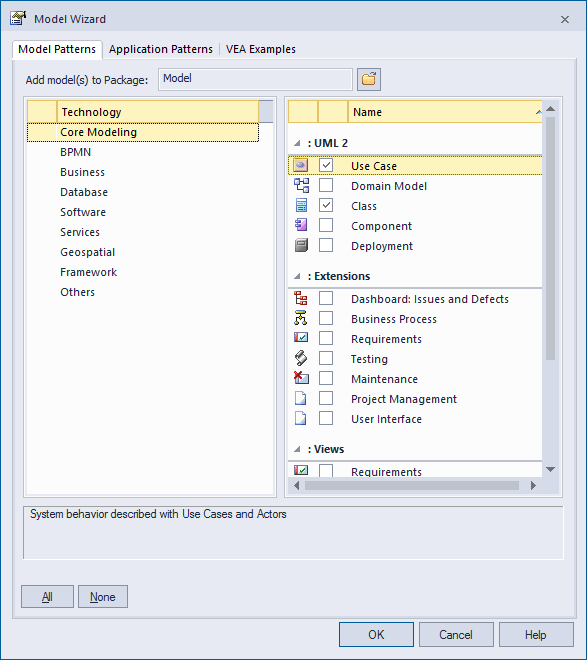 Model Wizard
Model Patterns Application Patterns VEA Examples
Add model(s) to Package: Model
Technology
Core Modeling
BPMN
Business
Database
Software
Services
Geospatial
Framework
Others
Name
: UML 2
Use Case
Domain Model
Class
Component
Deployment
: Extensions
Dashboard: Issues and Defects
Business Process
Requirements
Testing
Maintenance
Project Management
User Interface
: Views
Requirements
System behavior described with Use Cases and Actors
All None
OK Cancel Help